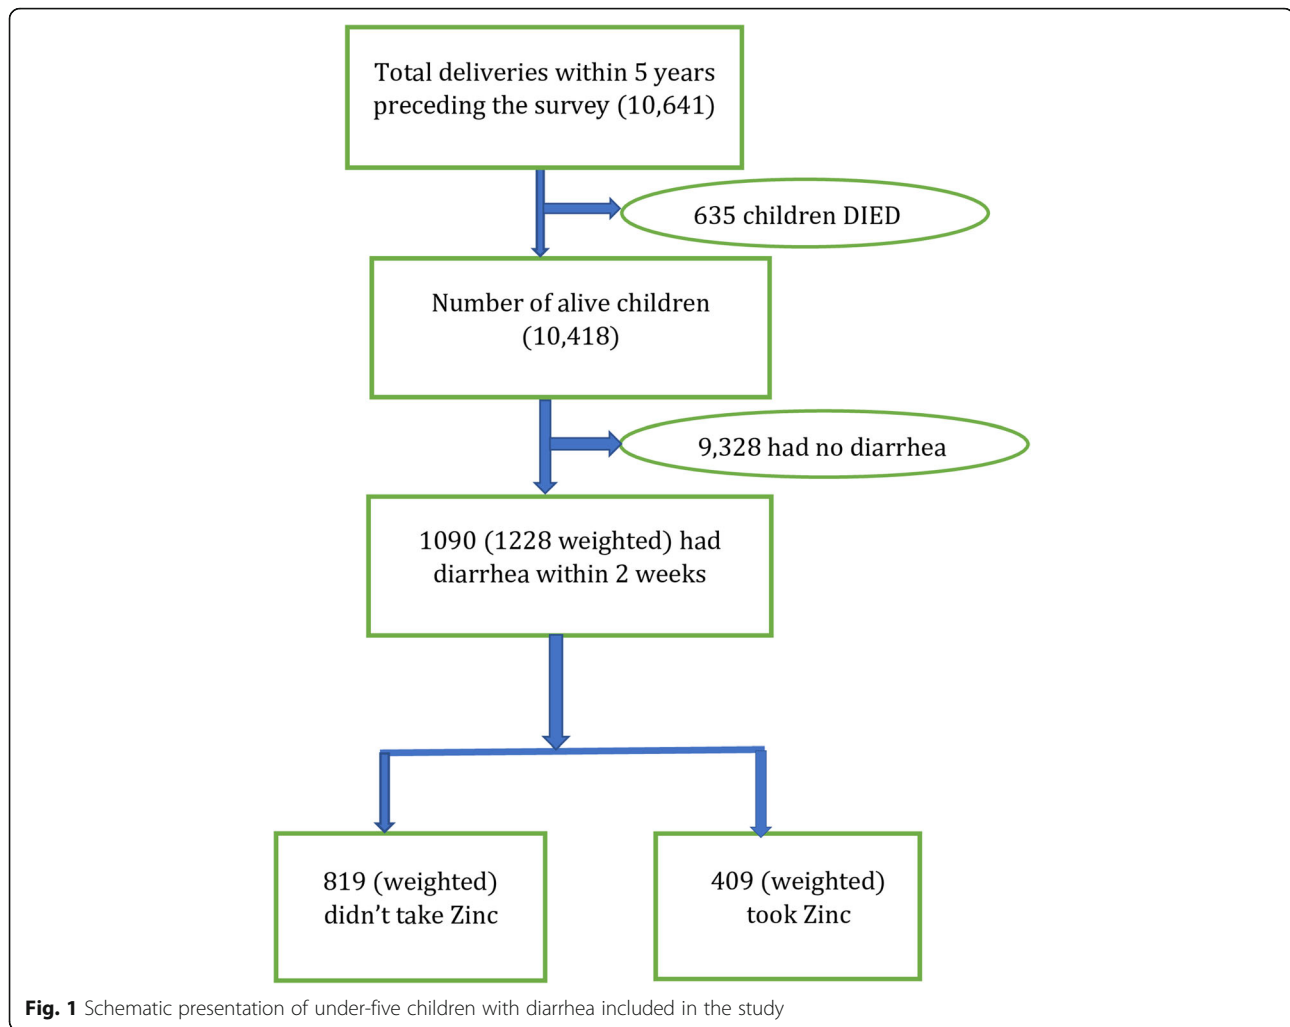 Total deliveries within 5 years
preceding the survey (10,641)
635 children DIED
Number of alive children
(10,418)
9,328 had no diarrhea
1090 (1228 weighted) had
diarrhea within 2 weeks
819 (weighted)
didn’t take Zinc
409 (weighted)
took Zinc
Fig. 1 Schematic presentation of under-five children with diarrhea included in the study